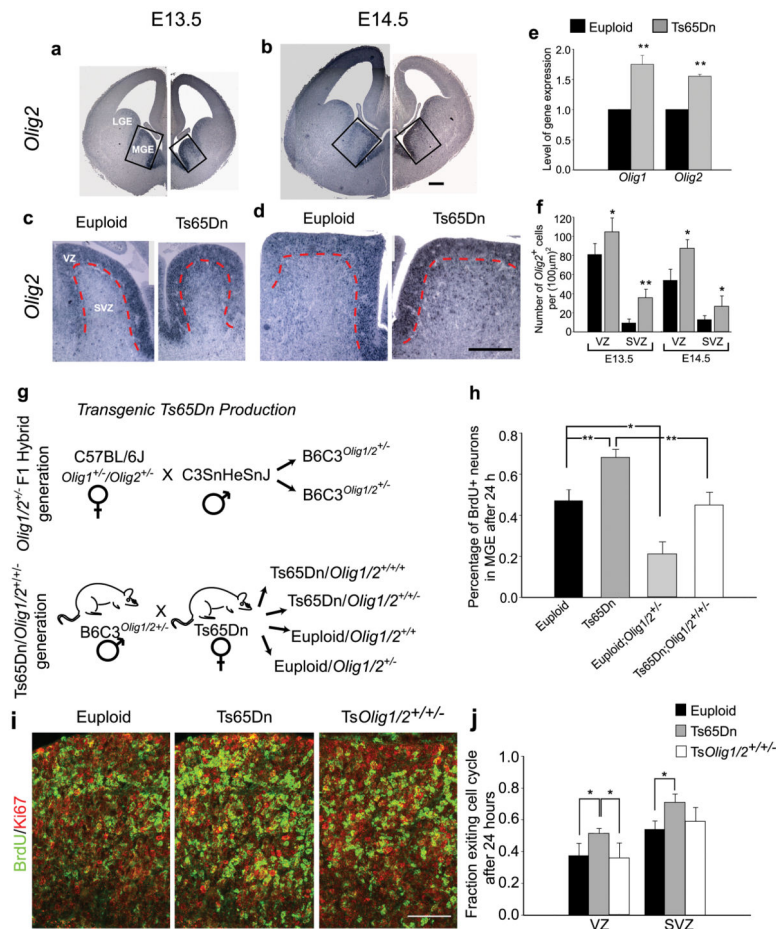 E13.5
E14.5
a
b
e
Euploid
Ts65Dn
Olig2
LGE
MGE
Level of gene expression
2.0
1.5
1.0
0.5
0
**
**
Olig1
Olig2
c
Euploid
Ts65Dn
d
Euploid
Ts65Dn
Olig2
VZ
SVZ
f
Number of Olig2+ cells
per (100μm)2
120
100
80
60
40
20
0
*
**
*
*
VZ
SVZ
VZ
SVZ
E13.5
E14.5
g
Transgenic Ts65Dn Production
Olig1/2+/- F1 Hybrid
generation
C57BL/6J
Olig1+/-/Olig2+/-
X
C3SnHeSnJ
B6C3Olig1/2+/-
B6C3Olig1/2+/-
Ts65Dn/Olig1/2+/+/-
generation
B6C3Olig1/2+/-
X
Ts65Dn
Ts65Dn/Olig1/2+/+/+
Ts65Dn/Olig1/2+/+/-
Euploid/Olig1/2+/+
Euploid/Olig1/2+/-
h
Percentage of BrdU+ neurons
in MGE after 24 h
0.8
0.6
0.4
0.2
0
*
**
**
Euploid
Ts65Dn
Euploid;Olig1/2+/-
Ts65Dn;Olig1/2+/+/-
i
Euploid
Ts65Dn
TsOlig1/2+/+/-
BrdU/Ki67
j
Euploid
Ts65Dn
TsOlig1/2+/+/-
Fraction exiting cell cycle
after 24 hours
1.0
0.8
0.6
0.4
0.2
0
*
*
*
VZ
SVZ